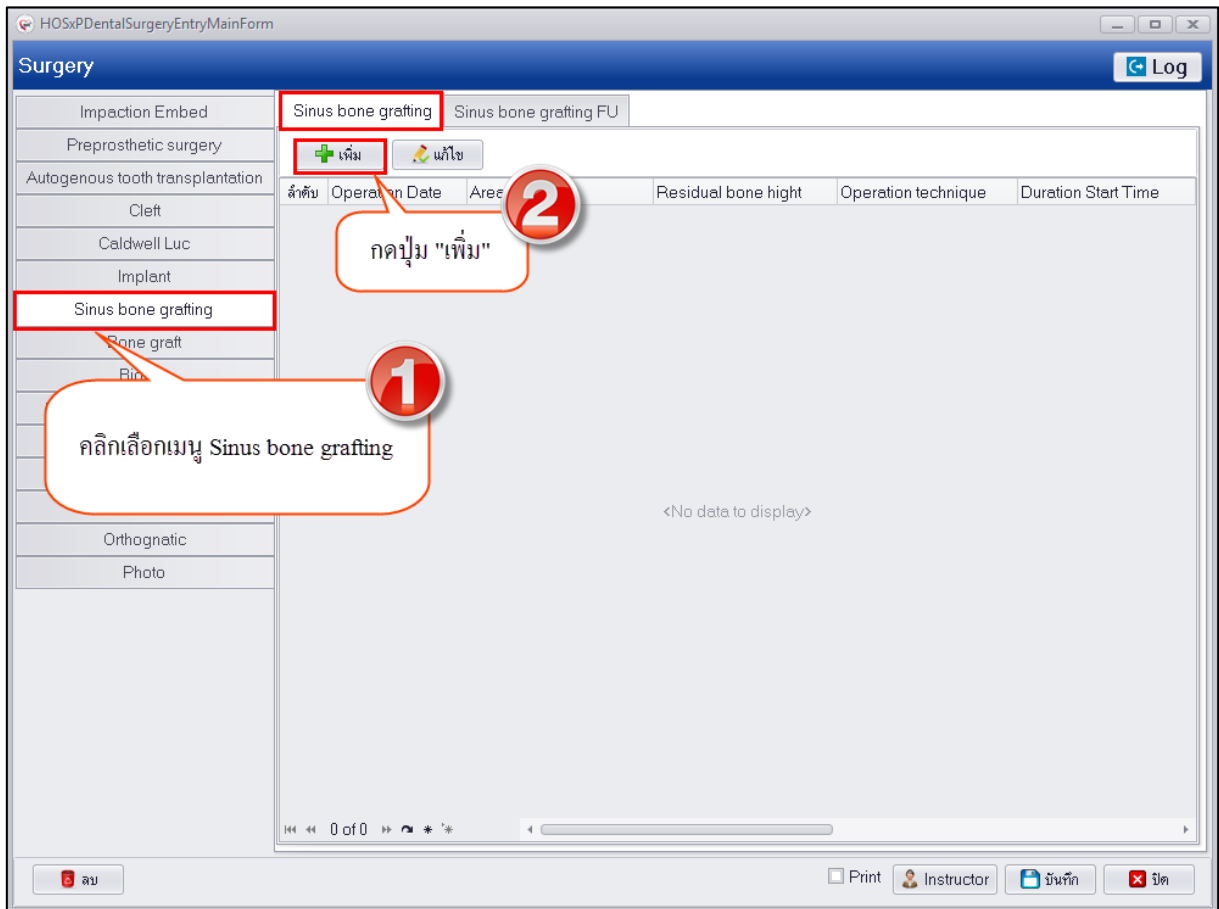 HOSxPDentalSurgeryEntryMainForm
Surgery
Log
Impaction Embed
Preprosthetic surgery
Autogenous tooth transplantation
Cleft
Caldwell Luc
Implant
Sinus bone grafting
Bone graft
Orthognatic
Photo
Sinus bone grafting
Sinus bone grafting FU
เพิ่ม
แก้ไข
ลำดับ
Operation Date
Residual bone hight
Operation technique
Duration Start Time
2
กดปุ่ม "เพิ่ม"
1
คลิกเลือกเมนู Sinus bone grafting
<No data to display>
0 of 0
ลบ
Print
Instructor
บันทึก
ปิด